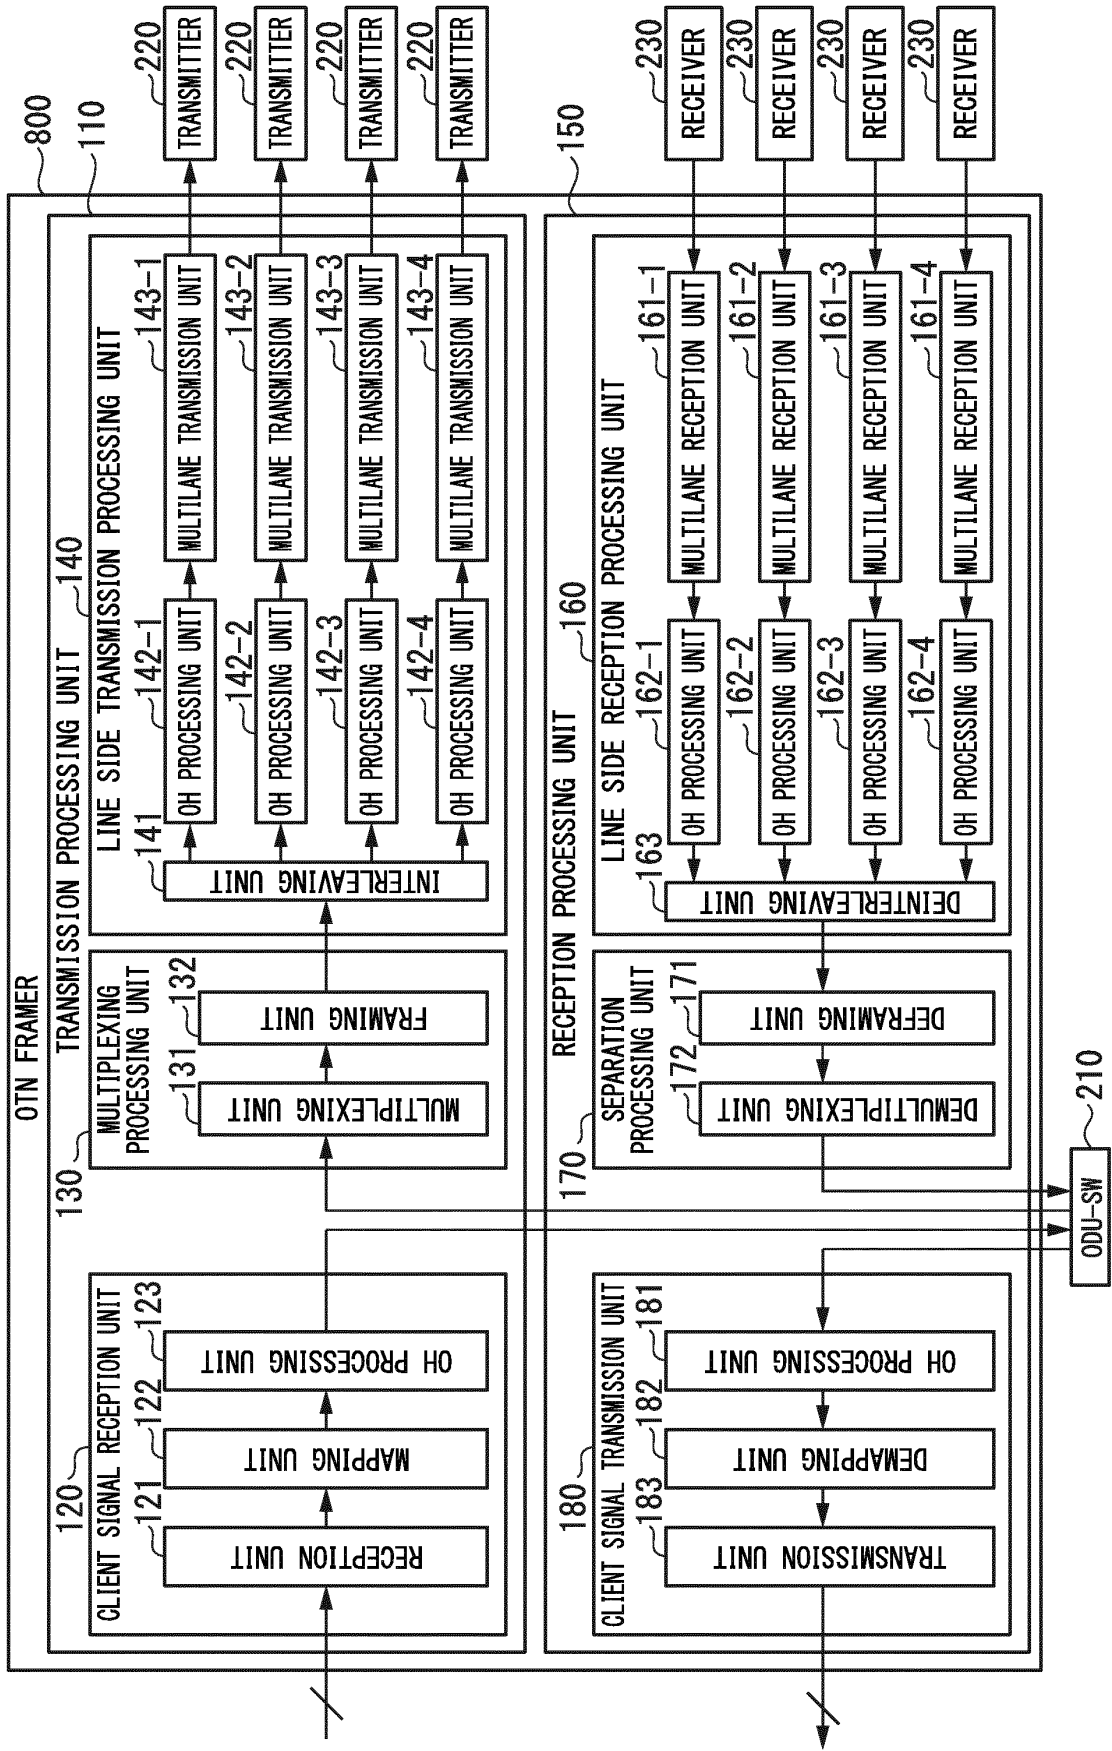 OTN FRAMER
800
TRANSMISSION PROCESSING UNIT
110
CLIENT SIGNAL RECEPTION UNIT
120
RECEPTION UNIT
121
MAPPING UNIT
122
OH PROCESSING UNIT
123
MULTIPLEXING
PROCESSING UNIT
130
MULTIPLEXING UNIT
131
FRAMING UNIT
132
LINE SIDE TRANSMISSION PROCESSING UNIT
140
INTERLEAVING UNIT
141
OH PROCESSING UNIT
142-1
MULTILANE TRANSMISSION UNIT
143-1
TRANSMITTER
220
OH PROCESSING UNIT
142-2
MULTILANE TRANSMISSION UNIT
143-2
TRANSMITTER
220
OH PROCESSING UNIT
142-3
MULTILANE TRANSMISSION UNIT
143-3
TRANSMITTER
220
OH PROCESSING UNIT
142-4
MULTILANE TRANSMISSION UNIT
143-4
TRANSMITTER
220
RECEPTION PROCESSING UNIT
150
CLIENT SIGNAL TRANSMISSION UNIT
180
TRANSMISSION UNIT
183
DEMAPPING UNIT
182
OH PROCESSING UNIT
181
SEPARATION
PROCESSING UNIT
170
DEMULTIPLEXING UNIT
172
DEFRAMING UNIT
171
LINE SIDE RECEPTION PROCESSING UNIT
160
DEINTERLEAVING UNIT
163
OH PROCESSING UNIT
162-1
MULTILANE RECEPTION UNIT
161-1
RECEIVER
230
OH PROCESSING UNIT
162-2
MULTILANE RECEPTION UNIT
161-2
RECEIVER
230
OH PROCESSING UNIT
162-3
MULTILANE RECEPTION UNIT
161-3
RECEIVER
230
OH PROCESSING UNIT
162-4
MULTILANE RECEPTION UNIT
161-4
RECEIVER
230
ODU-SW
210